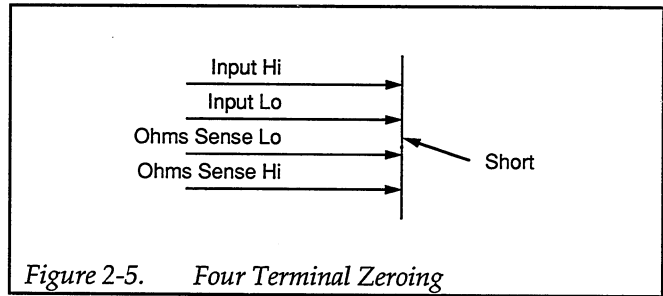 Input Hi
Input Lo
Ohms Sense Lo
Ohms Sense Hi
Short
Figure 2-5. Four Terminal Zeroing